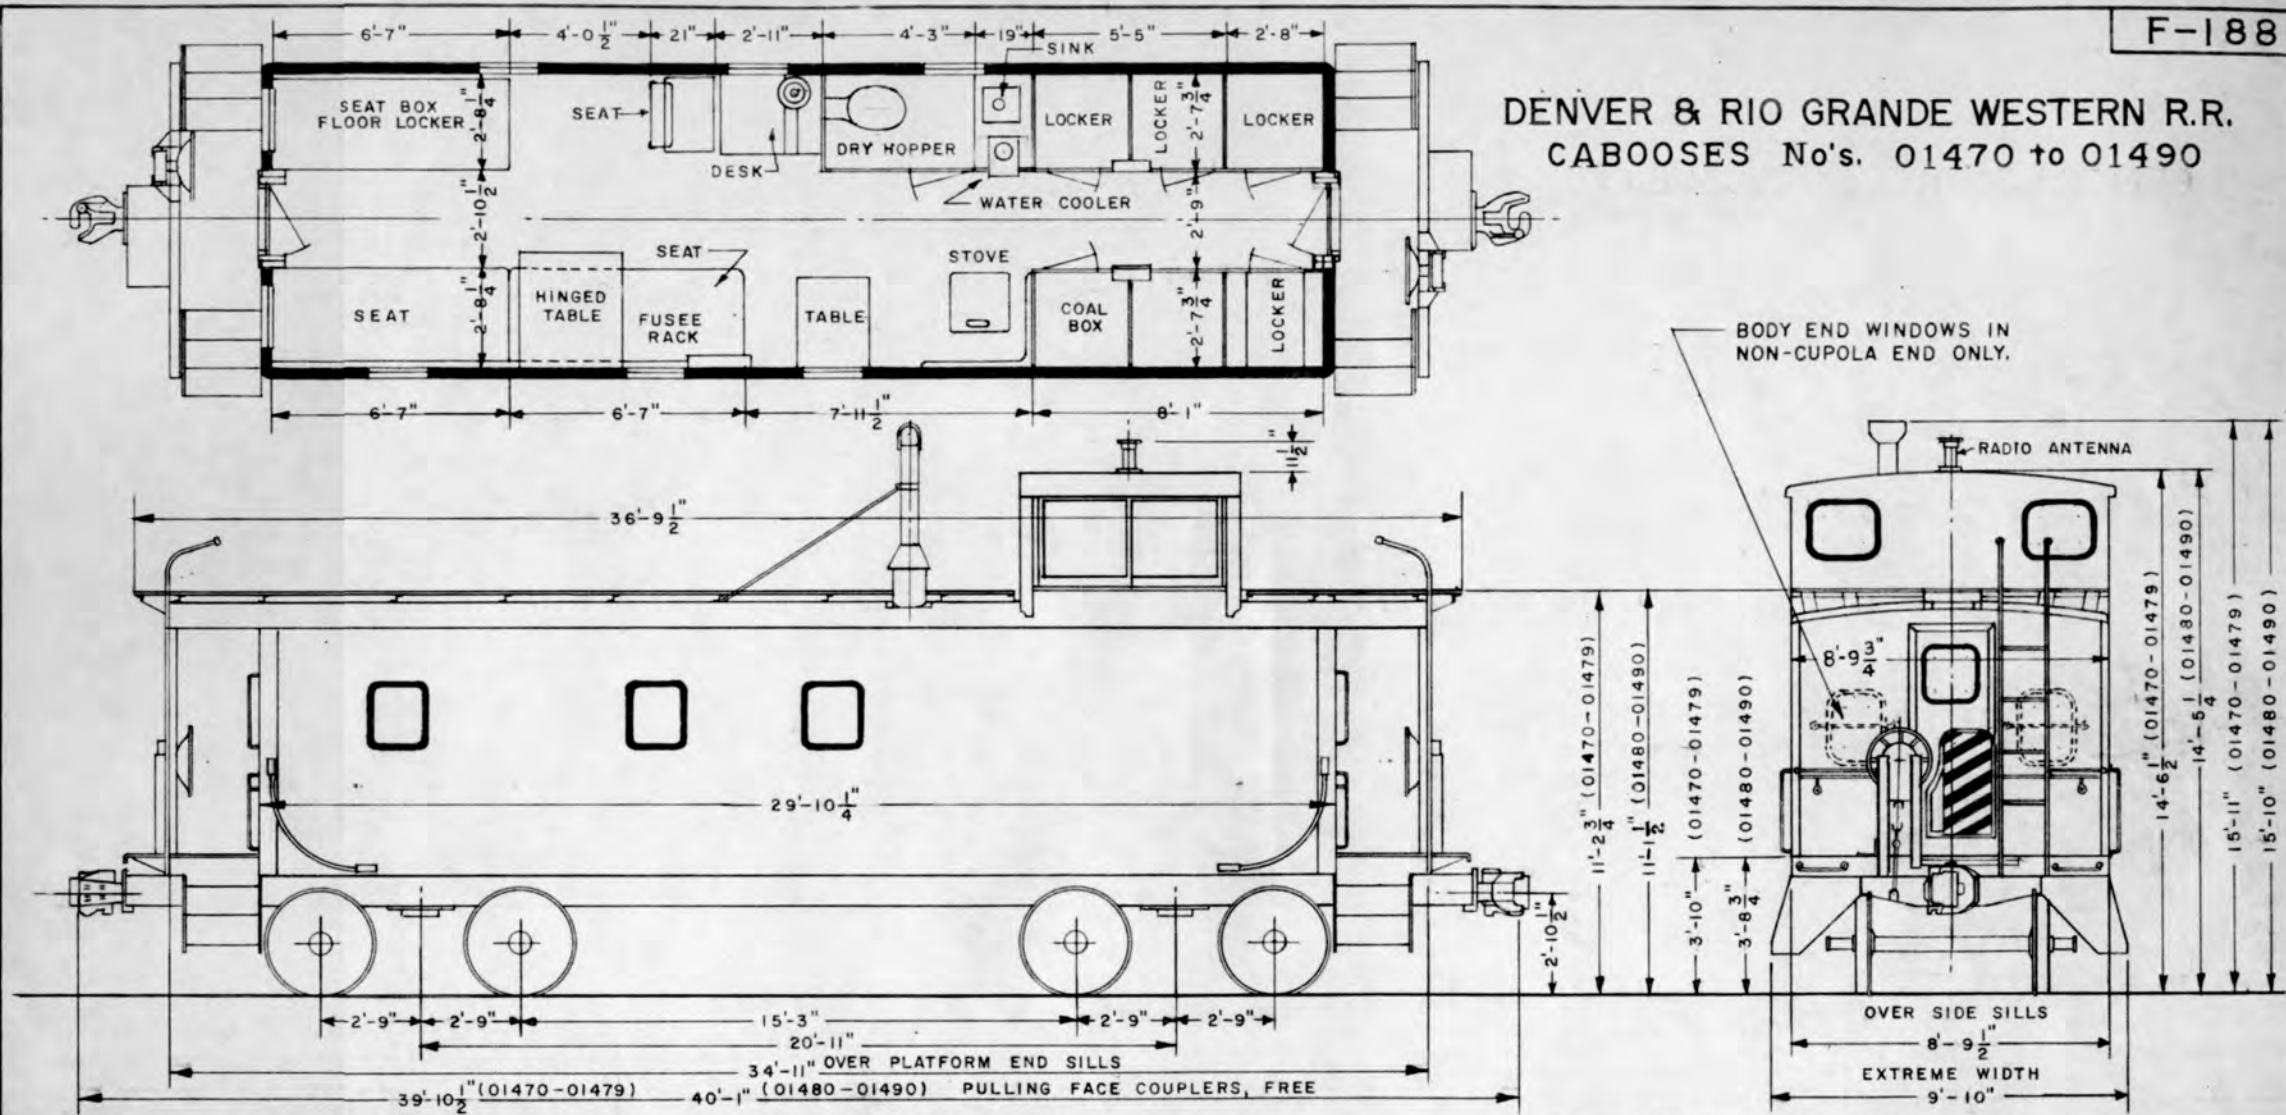 F-188
DENVER & RIO GRANDE WESTERN R.R.
CABOOSES No's. 01470 to 01490
6'-7"
4'-0 1/2"
21"
2'-11"
4'-3"
19"
5'-5"
2'-8"
SINK
SEAT BOX
FLOOR LOCKER
2'-8 1/4"
SEAT
DESK
DRY HOPPER
LOCKER
LOCKER
2'-7 3/4"
LOCKER
WATER COOLER
2'-10 1/2"
2'-9"
SEAT
STOVE
SEAT
2'-8 1/4"
HINGED
TABLE
FUSEE
RACK
TABLE
COAL
BOX
2'-7 3/4"
LOCKER
6'-7"
6'-7"
7'-11 1/2"
8'-1"
BODY END WINDOWS IN
NON-CUPOLA END ONLY.
11 1/2"
RADIO ANTENNA
36'-9 1/2"
29'-10 1/4"
8'-9 3/4"
2'-10 1/2"
11'-2 3/4" (01470-01479)
11'-1 1/2" (01480-01490)
3'-10" (01470-01479)
3'-8 3/4" (01480-01490)
14'-6 1/2" (01470-01479)
14'-5 1/4 (01480-01490)
15'-11" (01470-01479)
15'-10" (01480-01490)
2'-9"
2'-9"
15'-3"
2'-9"
2'-9"
20'-11"
34'-11" OVER PLATFORM END SILLS
39'-10 1/2" (01470-01479) 40'-1" (01480-01490) PULLING FACE COUPLERS, FREE
OVER SIDE SILLS
8'-9 1/2"
EXTREME WIDTH
9'-10"